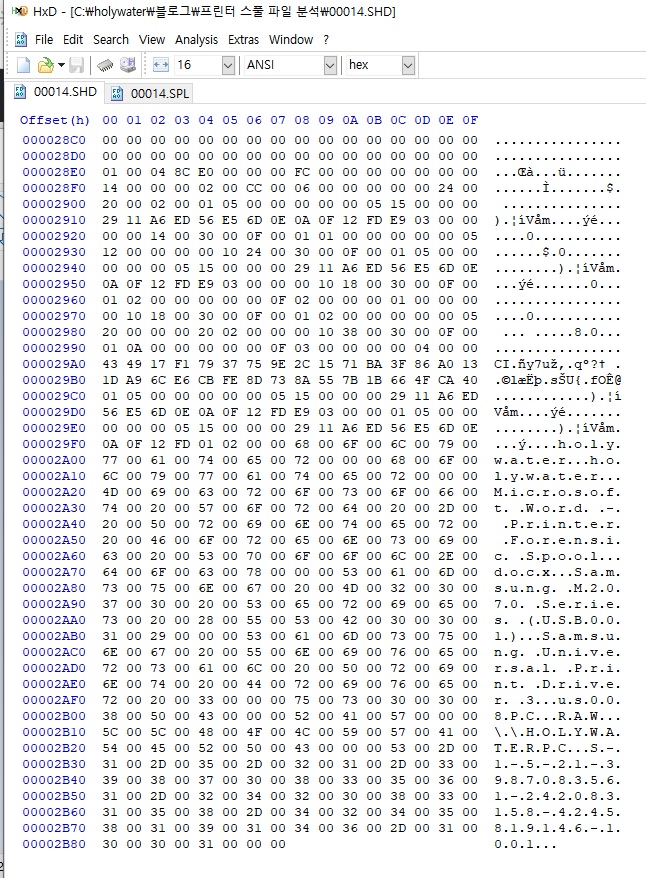 HxD - [C:\holywater\블로그\프린터 스풀 파일 분석\00014.SHD]
File Edit Search View Analysis Extras Window ?
16 ANSI hex
00014.SHD 00014.SPL
Offset(h) 00 01 02 03 04 05 06 07 08 09 0A 0B 0C 0D 0E 0F
000028C0 00 00 00 00 00 00 00 00 00 00 00 00 00 00 00 00 ................
000028D0 00 00 00 00 00 00 00 00 00 00 00 00 00 00 00 00 ................
000028E0 01 00 04 8C E0 00 00 00 FC 00 00 00 00 00 00 00 ...Œà...ü.......
000028F0 14 00 00 00 02 00 CC 00 06 00 00 00 00 00 24 00 ......Ì.......$.
00002900 20 00 02 00 01 05 00 00 00 00 00 05 15 00 00 00  ...............
00002910 29 11 A6 ED 56 E5 6D 0E 0A 0F 12 FD E9 03 00 00 ).¦íVåm....ýé...
00002920 00 00 14 00 30 00 0F 00 01 01 00 00 00 00 00 05 ....0...........
00002930 12 00 00 00 00 10 24 00 30 00 0F 00 01 05 00 00 ......$.0.......
00002940 00 00 00 05 15 00 00 00 29 11 A6 ED 56 E5 6D 0E ........).¦íVåm.
00002950 0A 0F 12 FD E9 03 00 00 00 10 18 00 30 00 0F 00 ...ýé.......0...
00002960 01 02 00 00 00 00 00 0F 02 00 00 00 01 00 00 00 ................
00002970 00 10 18 00 30 00 0F 00 01 02 00 00 00 00 00 05 ....0...........
00002980 20 00 00 00 20 02 00 00 00 10 38 00 30 00 0F 00  ... .....8.0...
00002990 01 0A 00 00 00 00 00 0F 03 00 00 00 00 04 00 00 ................
000029A0 43 49 17 F1 79 37 75 9E 2C 15 71 BA 3F 86 A0 13 CI.ñy7už,.qº?† .
000029B0 1D A9 6C E6 CB FE 8D 73 8A 55 7B 1B 66 4F CA 40 .©læËþ.sŠU{.fOÊ@
000029C0 01 05 00 00 00 00 00 05 15 00 00 00 29 11 A6 ED ............).¦í
000029D0 56 E5 6D 0E 0A 0F 12 FD E9 03 00 00 01 05 00 00 Våm....ýé.......
000029E0 00 00 00 05 15 00 00 00 29 11 A6 ED 56 E5 6D 0E ........).¦íVåm.
000029F0 0A 0F 12 FD 01 02 00 00 68 00 6F 00 6C 00 79 00 ...ý....h.o.l.y.
00002A00 77 00 61 00 74 00 65 00 72 00 00 00 68 00 6F 00 w.a.t.e.r...h.o.
00002A10 6C 00 79 00 77 00 61 00 74 00 65 00 72 00 00 00 l.y.w.a.t.e.r...
00002A20 4D 00 69 00 63 00 72 00 6F 00 73 00 6F 00 66 00 M.i.c.r.o.s.o.f.
00002A30 74 00 20 00 57 00 6F 00 72 00 64 00 20 00 2D 00 t. .W.o.r.d. .-.
00002A40 20 00 50 00 72 00 69 00 6E 00 74 00 65 00 72 00  .P.r.i.n.t.e.r.
00002A50 20 00 46 00 6F 00 72 00 65 00 6E 00 73 00 69 00  .F.o.r.e.n.s.i.
00002A60 63 00 20 00 53 00 70 00 6F 00 6F 00 6C 00 2E 00 c. .S.p.o.o.l...
00002A70 64 00 6F 00 63 00 78 00 00 00 53 00 61 00 6D 00 d.o.c.x...S.a.m.
00002A80 73 00 75 00 6E 00 67 00 20 00 4D 00 32 00 30 00 s.u.n.g. .M.2.0.
00002A90 37 00 30 00 20 00 53 00 65 00 72 00 69 00 65 00 7.0. .S.e.r.i.e.
00002AA0 73 00 20 00 28 00 55 00 53 00 42 00 30 00 30 00 s. .(.U.S.B.0.0.
00002AB0 31 00 29 00 00 00 53 00 61 00 6D 00 73 00 75 00 1.)...S.a.m.s.u.
00002AC0 6E 00 67 00 20 00 55 00 6E 00 69 00 76 00 65 00 n.g. .U.n.i.v.e.
00002AD0 72 00 73 00 61 00 6C 00 20 00 50 00 72 00 69 00 r.s.a.l. .P.r.i.
00002AE0 6E 00 74 00 20 00 44 00 72 00 69 00 76 00 65 00 n.t. .D.r.i.v.e.
00002AF0 72 00 20 00 33 00 00 00 75 00 73 00 30 00 30 00 r. .3...u.s.0.0.
00002B00 38 00 50 00 43 00 00 00 52 00 41 00 57 00 00 00 8.P.C...R.A.W...
00002B10 5C 00 5C 00 48 00 4F 00 4C 00 59 00 57 00 41 00 \.\.H.O.L.Y.W.A.
00002B20 54 00 45 00 52 00 50 00 43 00 00 00 53 00 2D 00 T.E.R.P.C...S.-.
00002B30 31 00 2D 00 35 00 2D 00 32 00 31 00 2D 00 33 00 1.-.5.-.2.1.-.3.
00002B40 39 00 38 00 37 00 30 00 38 00 33 00 35 00 36 00 9.8.7.0.8.3.5.6.
00002B50 31 00 2D 00 32 00 34 00 32 00 30 00 38 00 33 00 1.-.2.4.2.0.8.3.
00002B60 31 00 35 00 38 00 2D 00 34 00 32 00 34 00 35 00 1.5.8.-.4.2.4.5.
00002B70 38 00 31 00 39 00 31 00 34 00 36 00 2D 00 31 00 8.1.9.1.4.6.-.1.
00002B80 30 00 30 00 31 00 00 00 0.0.1...